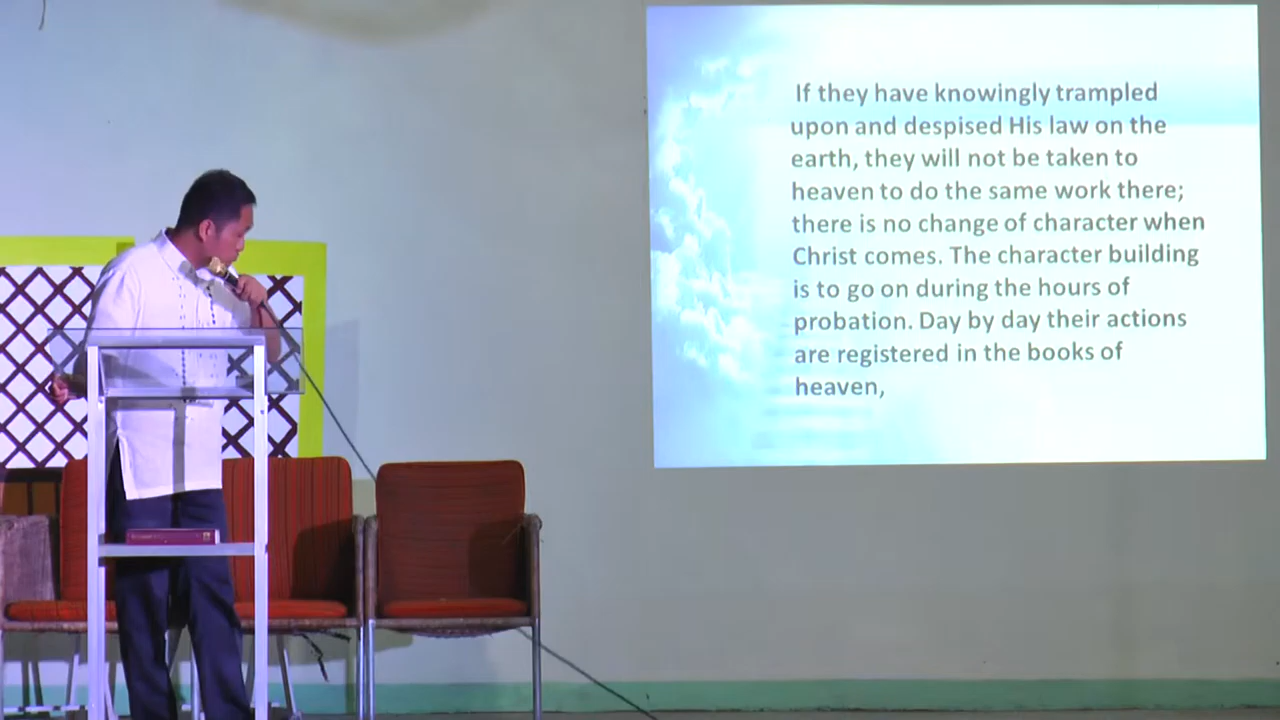 If they have knowingly trampled
upon and despised His law on the
earth, they will not be taken to
heaven to do the same work there;
there is no change of character when
Christ comes. The character building
is to go on during the hours of
probation. Day by day their actions
are registered in the books of
heaven,